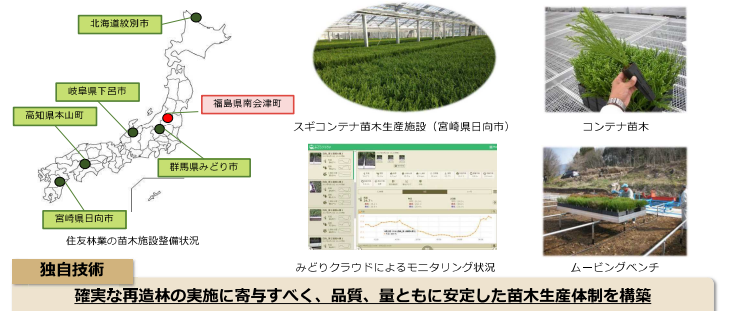 北海道紋別市
岐阜県下呂市
高知県本山町
福島県南会津町
群馬県みどり市
宮崎県日向市
住友林業の苗木施設整備状況
スギコンテナ苗木生産施設（宮崎県日向市）
コンテナ苗木
みどりクラウドによるモニタリング状況
ムービングベンチ
独自技術
確実な再造林の実施に寄与すべく、品質、量ともに安定した苗木生産体制を構築